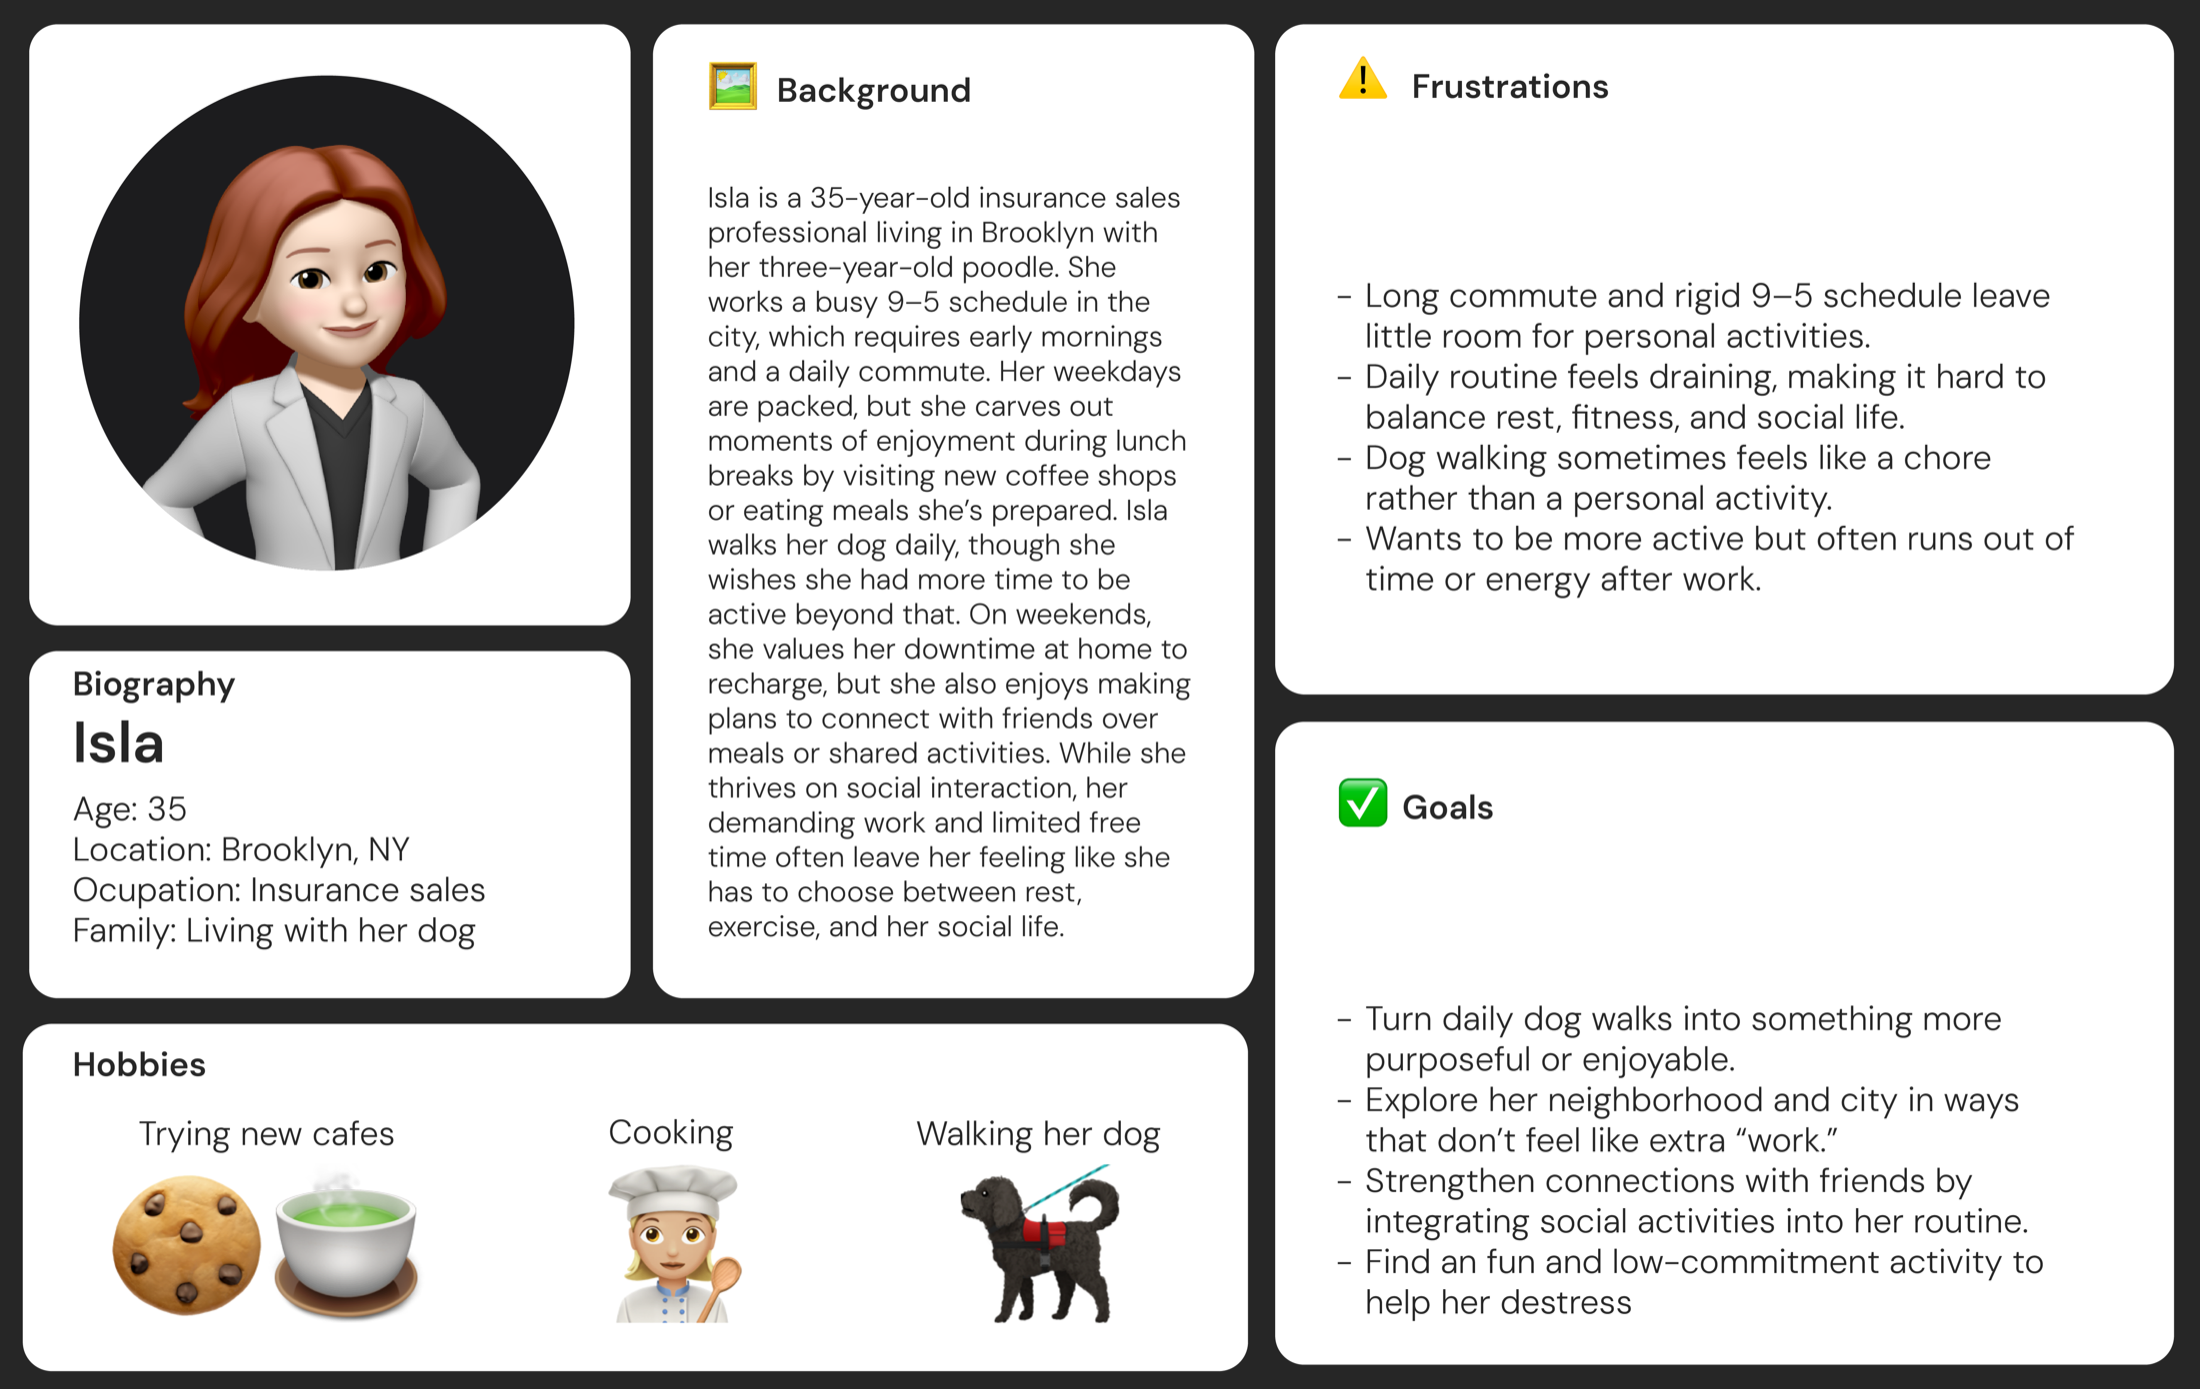 Biography
Isla
Age: 35
Location: Brooklyn, NY
Ocupation: Insurance sales
Family: Living with her dog
Background
Isla is a 35-year-old insurance sales
professional living in Brooklyn with
her three-year-old poodle. She
works a busy 9–5 schedule in the
city, which requires early mornings
and a daily commute. Her weekdays
are packed, but she carves out
moments of enjoyment during lunch
breaks by visiting new coffee shops
or eating meals she’s prepared. Isla
walks her dog daily, though she
wishes she had more time to be
active beyond that. On weekends,
she values her downtime at home to
recharge, but she also enjoys making
plans to connect with friends over
meals or shared activities. While she
thrives on social interaction, her
demanding work and limited free
time often leave her feeling like she
has to choose between rest,
exercise, and her social life.
Hobbies
Trying new cafes
Cooking
Walking her dog
Frustrations
- Long commute and rigid 9–5 schedule leave
little room for personal activities.
- Daily routine feels draining, making it hard to
balance rest, fitness, and social life.
- Dog walking sometimes feels like a chore
rather than a personal activity.
- Wants to be more active but often runs out of
time or energy after work.
Goals
- Turn daily dog walks into something more
purposeful or enjoyable.
- Explore her neighborhood and city in ways
that don’t feel like extra “work.”
- Strengthen connections with friends by
integrating social activities into her routine.
- Find an fun and low-commitment activity to
help her destress